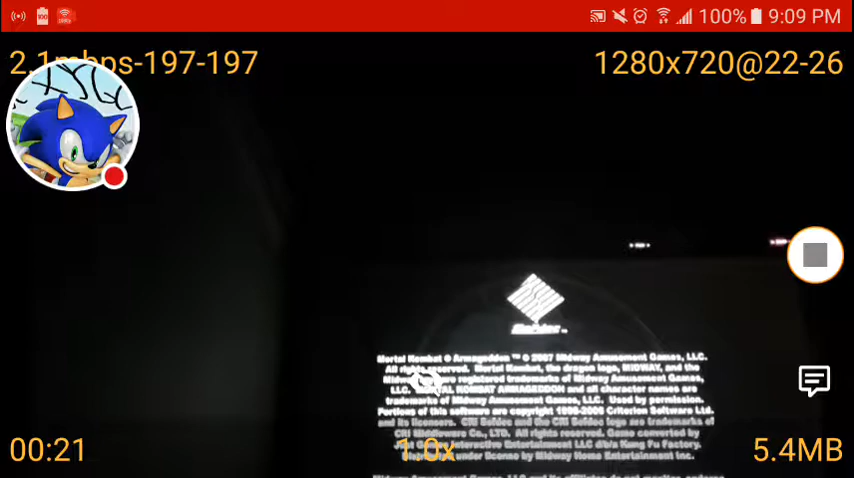 100% 9:09 PM
2.1mbps-197-197
1280x720@22-26
Mortal Kombat ® Armageddon ™ © 2007 Midway Amusement Games, LLC.
All rights reserved. Mortal Kombat, the dragon logo, MIDWAY, and the
are registered trademarks of Midway Amusement Games,
LLC. MORTAL KOMBAT ARMAGEDDON and all character names are
trademarks of Midway Amusement Games, LLC. Used by permission.
Portions of this software are copyright 1998-2006 Criterion Software Ltd.
and its licensors. CRI Sofdec and the CRI Sofdec logo are trademarks of
CRI Middleware Co., LTD. All rights reserved. Game converted by
Interactive Entertainment LLC d/b/a Kung Fu Factory.
Distributed under license by Midway Home Entertainment Inc.
00:21
1.0x
5.4MB